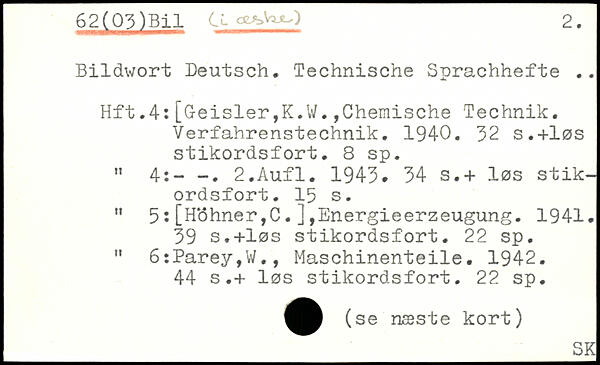 62(03)Bil (i æske) 2.
Bildwort Deutsch. Technische Sprachhefte ..
Hft.4:[Geisler,K.W.,Chemische Technik.
Verfahrenstechnik. 1940. 32 s.+løs
stikordsfort. 8 sp.
" 4:- -. 2.Aufl. 1943. 34 s.+ løs stik-
ordsfort. 15 s.
" 5:[Höhner,C.],Energieerzeugung. 1941.
39 s.+løs stikordsfort. 22 sp.
" 6:Parey,W., Maschinenteile. 1942.
44 s.+ løs stikordsfort. 22 sp.
(se næste kort)
SK